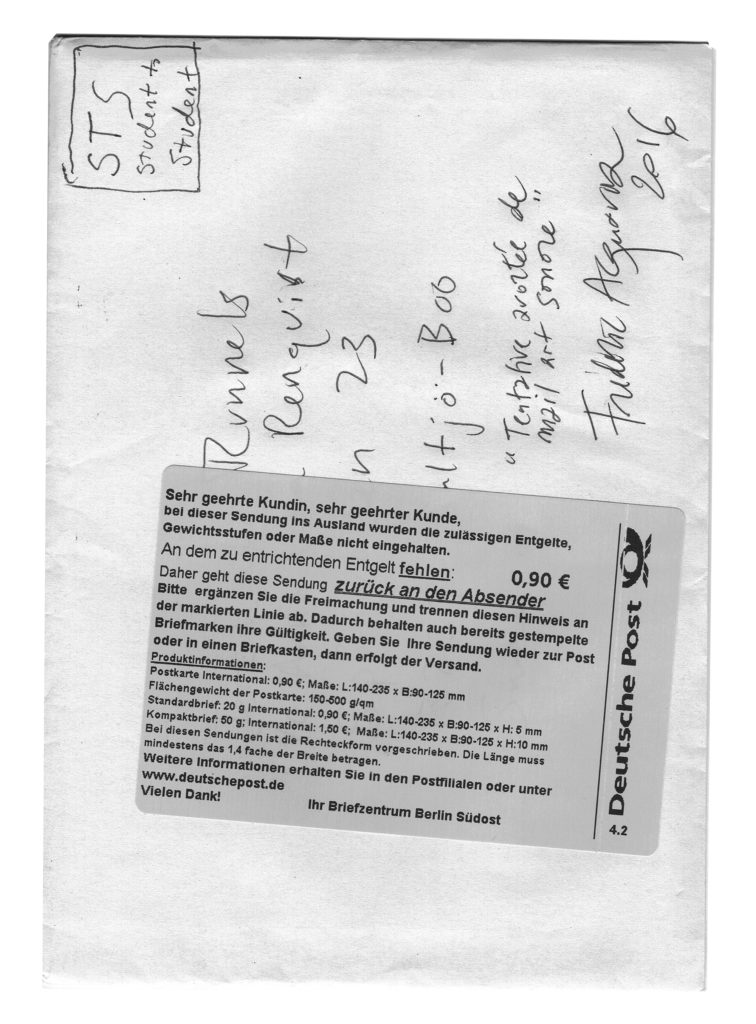 STS
student to
student
Runnels
Renquist
n 23
altjö-Boo
"Tentative avortée de
mail art sonore"
Frédéric Acquaviva
2016
Sehr geehrte Kundin, sehr geehrter Kunde,
bei dieser Sendung ins Ausland wurden die zulässigen Entgelte,
Gewichtsstufen oder Maße nicht eingehalten.
An dem zu entrichtenden Entgelt fehlen: 0,90 €
Daher geht diese Sendung zurück an den Absender
Bitte ergänzen Sie die Freimachung und trennen diesen Hinweis an
der markierten Linie ab. Dadurch behalten auch bereits gestempelte
Briefmarken ihre Gültigkeit. Geben Sie Ihre Sendung wieder zur Post
oder in einen Briefkasten, dann erfolgt der Versand.
Produktinformationen:
Postkarte International: 0,90 €; Maße: L:140-235 x B:90-125 mm
Flächengewicht der Postkarte: 150-500 g/qm
Standardbrief: 20 g International: 0,90 €; Maße: L:140-235 x B:90-125 x H: 5 mm
Kompaktbrief: 50 g; International: 1,50 €; Maße: L:140-235 x B:90-125 x H:10 mm
Bei diesen Sendungen ist die Rechteckform vorgeschrieben. Die Länge muss
mindestens das 1,4 fache der Breite betragen.
Weitere Informationen erhalten Sie in den Postfilialen oder unter
www.deutschepost.de
Vielen Dank!
Ihr Briefzentrum Berlin Südost
Deutsche Post
4.2